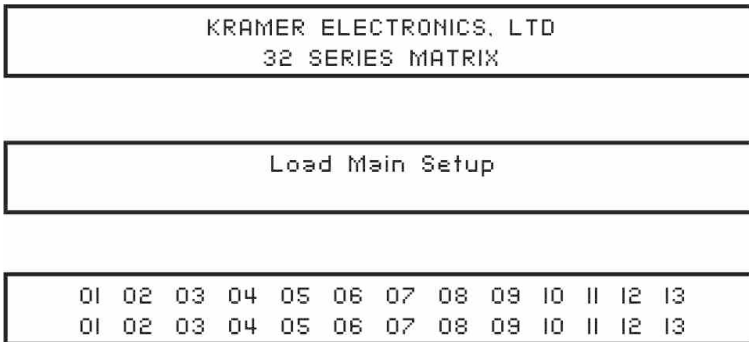 KRAMER ELECTRONICS, LTD
32 SERIES MATRIX
Load Main Setup
01 02 03 04 05 06 07 08 09 10 11 12 13
01 02 03 04 05 06 07 08 09 10 11 12 13